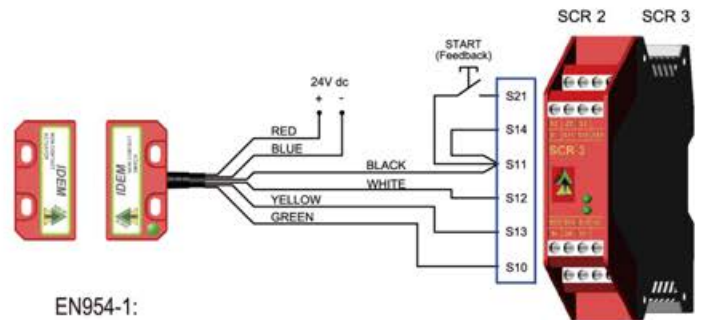 SCR 2 SCR 3
START
(Feedback)
24V dc
+ -
RED
BLUE
BLACK
WHITE
YELLOW
GREEN
S21
S14
S11
S12
S13
S10
SCR-3
IDEM
IDEM
EN954-1: